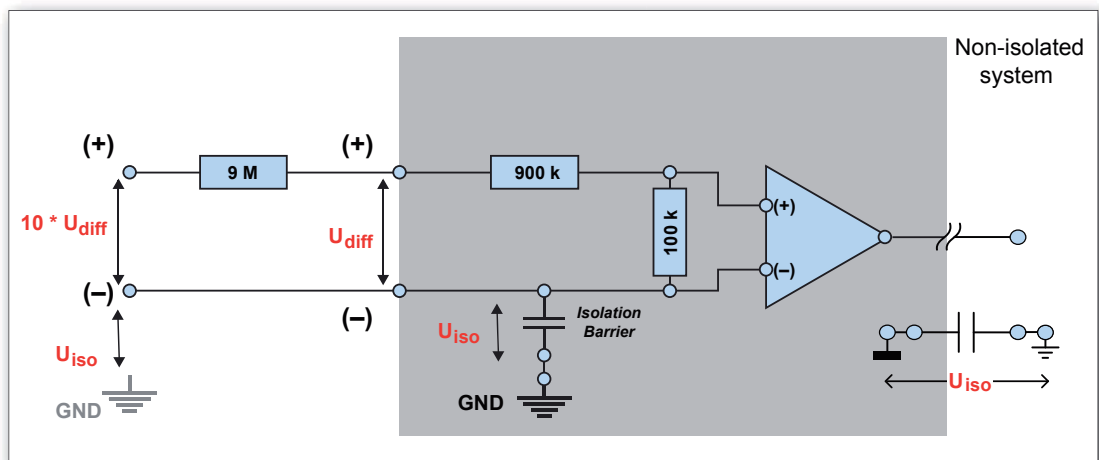 Non-isolated
system
(+)
(+)
9 M
900 k
10 * Udiff
Udiff
100 k
(+)
(–)
(–)
(–)
Uiso
Isolation
Barrier
Uiso
Uiso
GND
GND